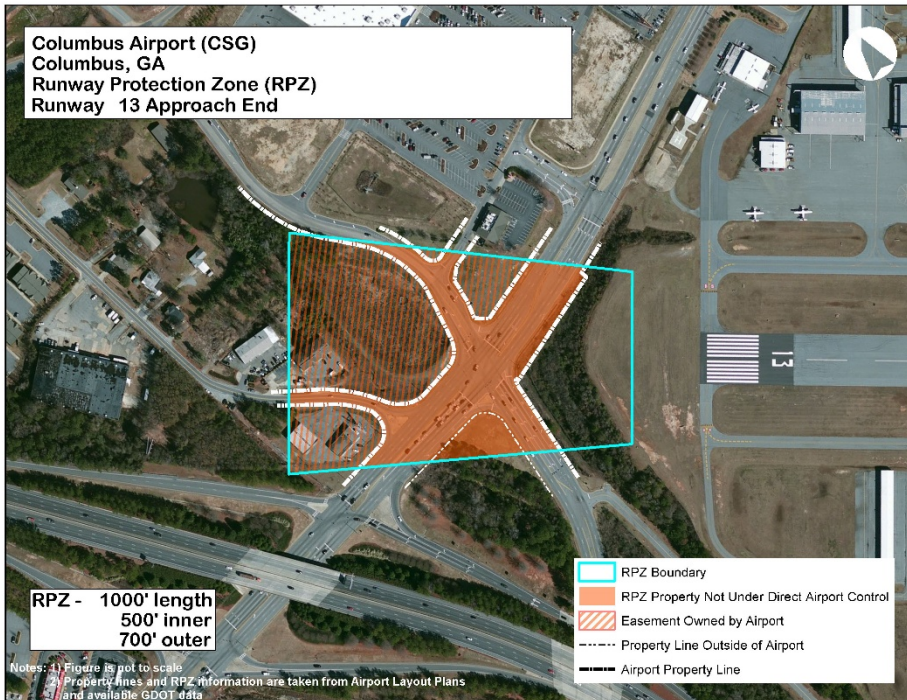 Columbus Airport (CSG)
Columbus, GA
Runway Protection Zone (RPZ)
Runway 13 Approach End
13
RPZ Boundary
RPZ Property Not Under Direct Airport Control
Easement Owned by Airport
Property Line Outside of Airport
Airport Property Line
RPZ - 1000' length
500' inner
700' outer
Notes: 1) Figure is not to scale
2) Property lines and RPZ information are taken from Airport Layout Plans
and available GDOT data